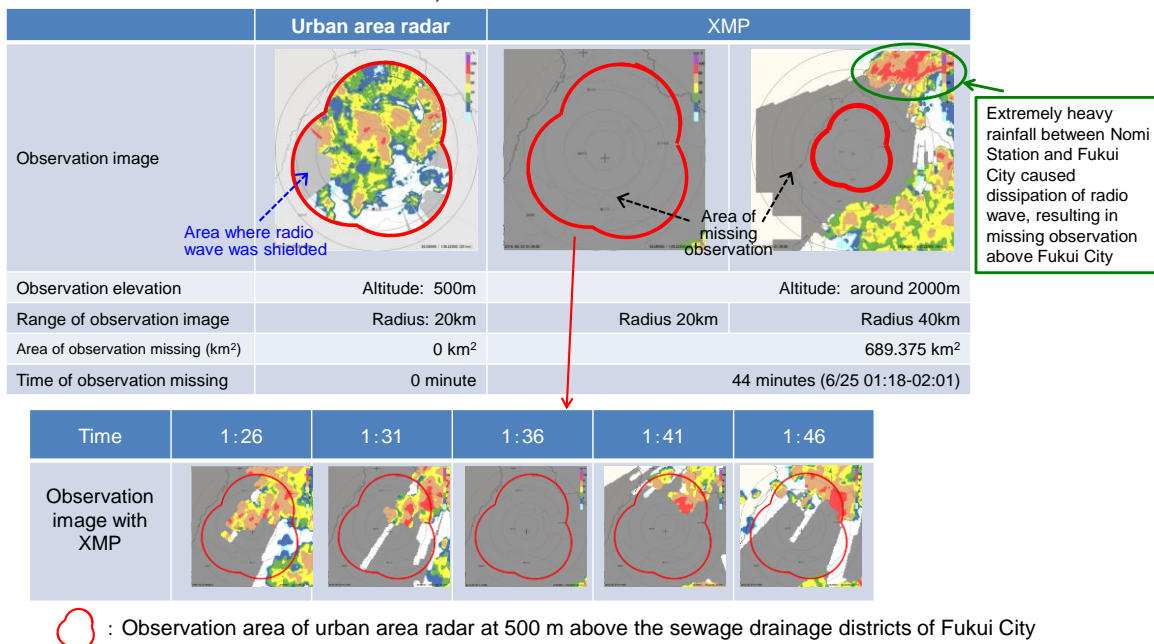 Urban area radar
XMP
Observation image
Area where radio
wave was shielded
Area of
missing
observation
Extremely heavy
rainfall between Nomi
Station and Fukui
City caused
dissipation of radio
wave, resulting in
missing observation
above Fukui City
Observation elevation
Altitude: 500m
Altitude: around 2000m
Range of observation image
Radius: 20km
Radius 20km
Radius 40km
Area of observation missing (km²)
0 km²
689.375 km²
Time of observation missing
0 minute
44 minutes (6/25 01:18-02:01)
Time
1:26
1:31
1:36
1:41
1:46
Observation
image with
XMP
: Observation area of urban area radar at 500 m above the sewage drainage districts of Fukui City